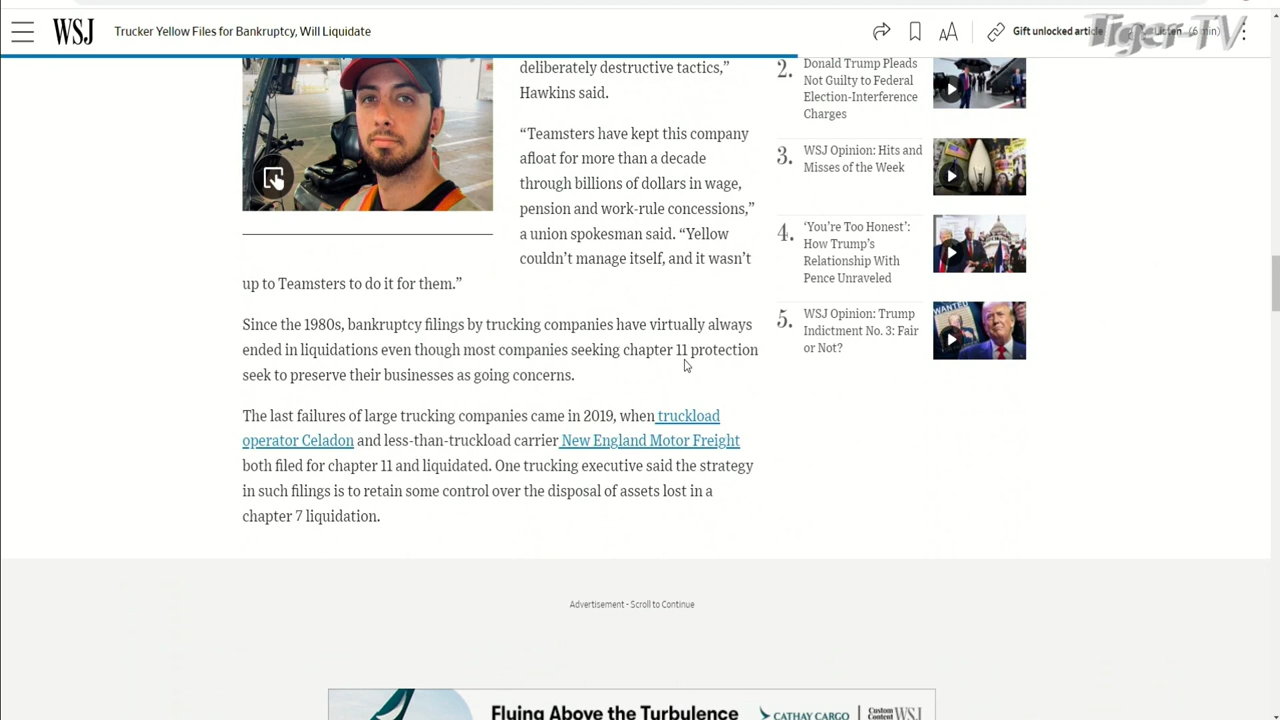 WSJ
Trucker Yellow Files for Bankruptcy, Will Liquidate
AA
Gift unlocked article
Listen (6 min)
Tiger-TV
deliberately destructive tactics,”
Hawkins said.
“Teamsters have kept this company
afloat for more than a decade
through billions of dollars in wage,
pension and work-rule concessions,”
a union spokesman said. “Yellow
couldn’t manage itself, and it wasn’t
up to Teamsters to do it for them.”
Since the 1980s, bankruptcy filings by trucking companies have virtually always
ended in liquidations even though most companies seeking chapter 11 protection
seek to preserve their businesses as going concerns.
The last failures of large trucking companies came in 2019, when truckload
operator Celadon and less-than-truckload carrier New England Motor Freight
both filed for chapter 11 and liquidated. One trucking executive said the strategy
in such filings is to retain some control over the disposal of assets lost in a
chapter 7 liquidation.
2. Donald Trump Pleads
Not Guilty to Federal
Election-Interference
Charges
3. WSJ Opinion: Hits and
Misses of the Week
4. ‘You’re Too Honest’:
How Trump’s
Relationship With
Pence Unraveled
5. WSJ Opinion: Trump
Indictment No. 3: Fair
or Not?
WANTED
Advertisement - Scroll to Continue
Flying Above the Turbulence
CATHAY CARGO
Custom
Content
WSJ